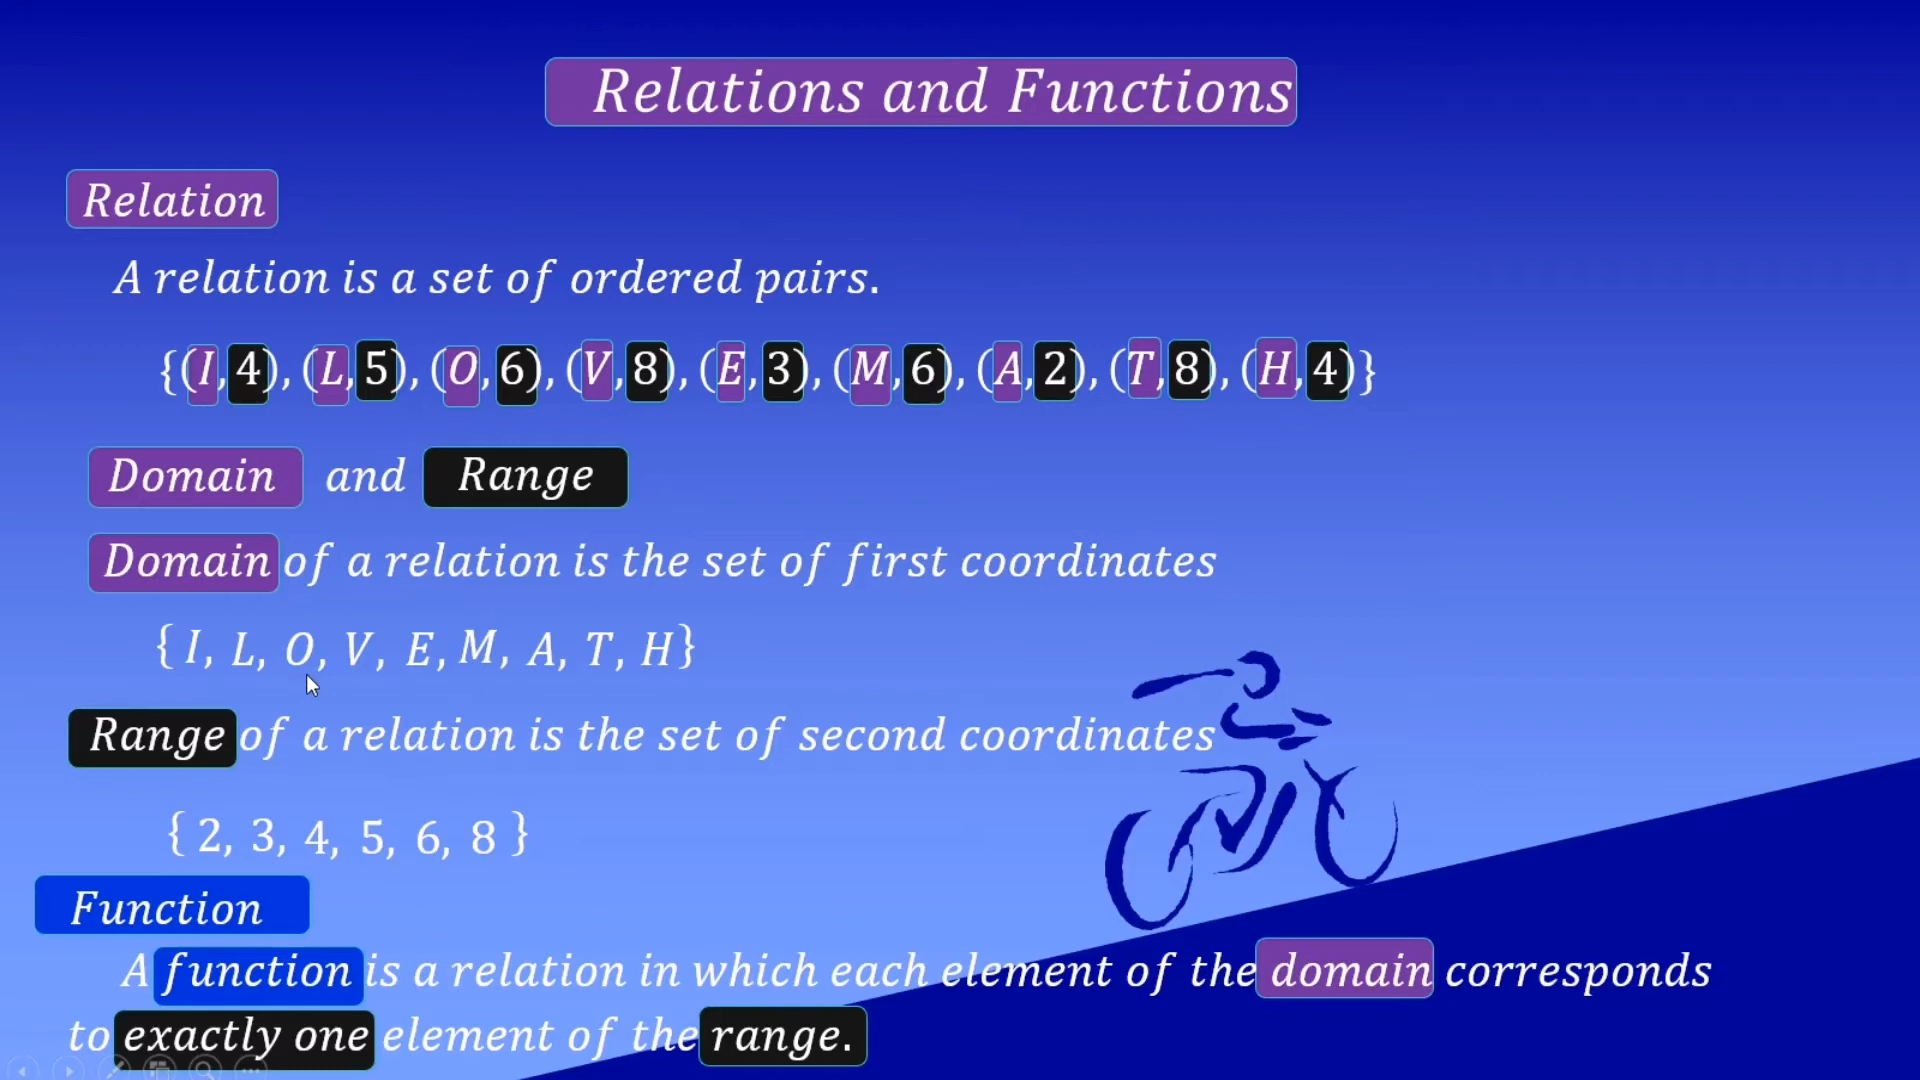 Relations and Functions
Relation
A relation is a set of ordered pairs.
{(I,4), (L,5), (O,6), (V,8), (E,3), (M,6), (A,2), (T,8), (H,4)}
Domain and Range
Domain of a relation is the set of first coordinates
{ I, L, O, V, E, M, A, T, H}
Range of a relation is the set of second coordinates
{ 2, 3, 4, 5, 6, 8 }
Function
A function is a relation in which each element of the domain corresponds
to exactly one element of the range.